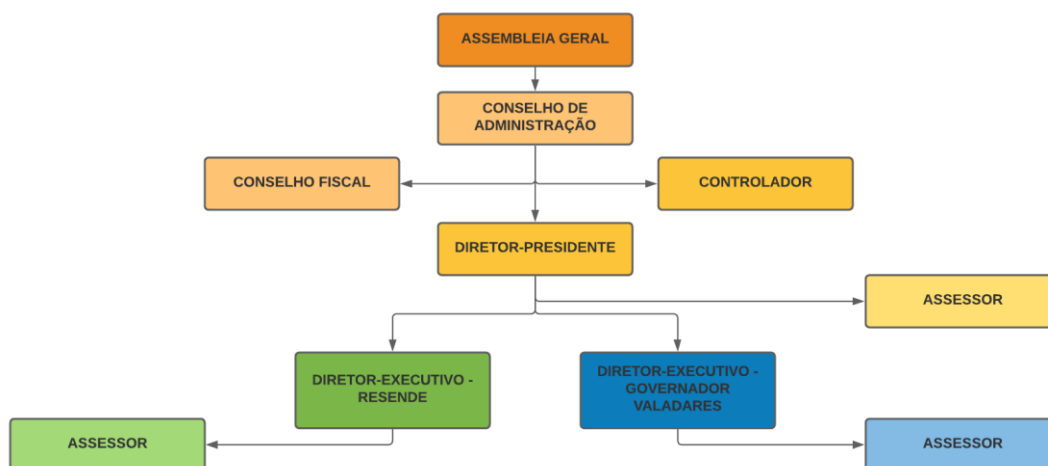 ASSEMBLEIA GERAL
CONSELHO DE
ADMINISTRAÇÃO
CONSELHO FISCAL
CONTROLADOR
DIRETOR-PRESIDENTE
ASSESSOR
DIRETOR-EXECUTIVO -
RESENDE
DIRETOR-EXECUTIVO -
GOVERNADOR
VALADARES
ASSESSOR
ASSESSOR